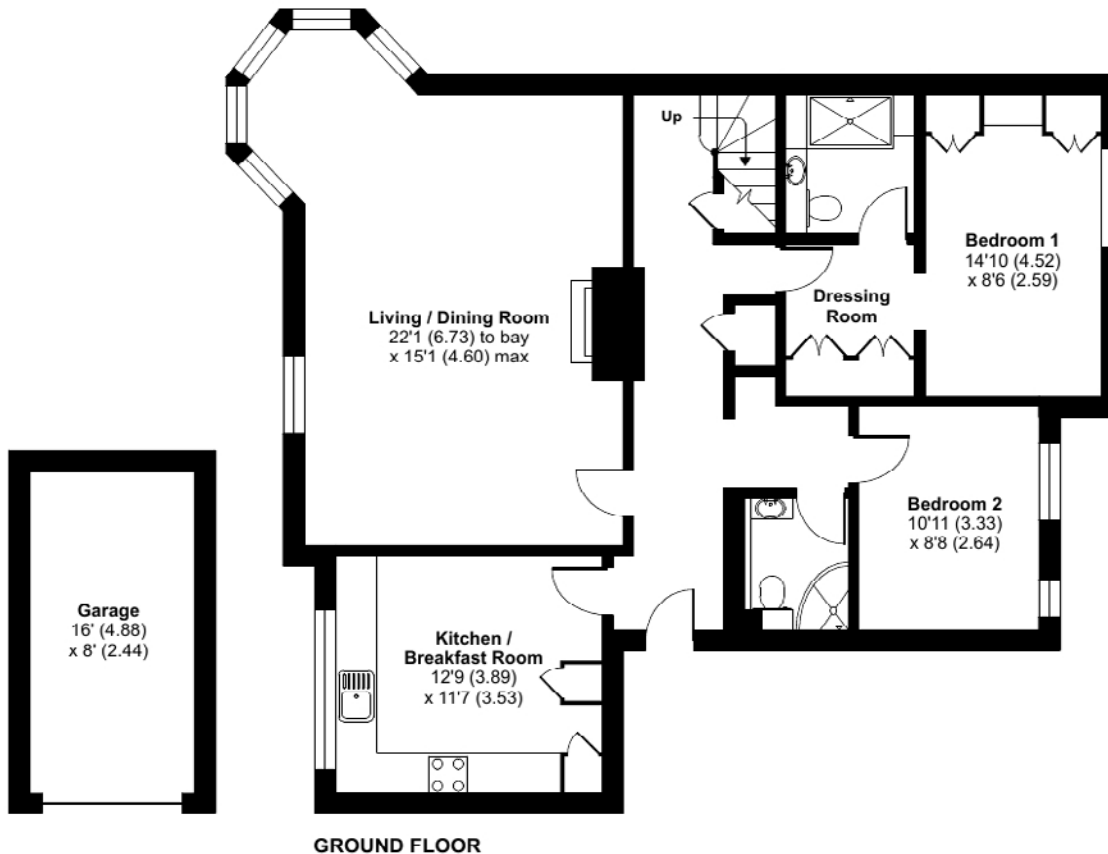 Up
Bedroom 1
14'10 (4.52)
x 8'6 (2.59)
Dressing
Room
Living / Dining Room
22'1 (6.73) to bay
x 15'1 (4.60) max
Bedroom 2
10'11 (3.33)
x 8'8 (2.64)
Garage
16' (4.88)
x 8' (2.44)
Kitchen /
Breakfast Room
12'9 (3.89)
x 11'7 (3.53)
GROUND FLOOR